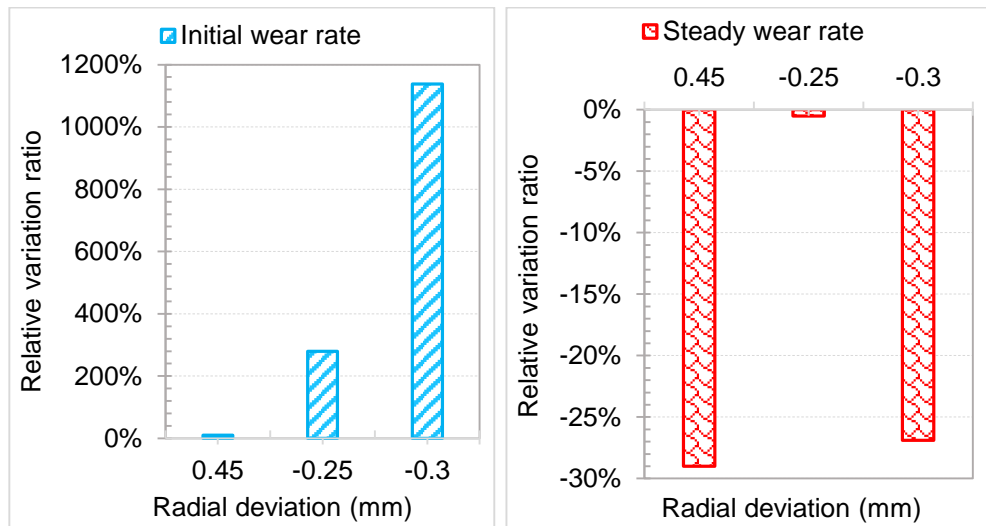 Initial wear rate
1200%
1000%
800%
600%
400%
200%
0%
Relative variation ratio
0.45 -0.25 -0.3
Radial deviation (mm)
Steady wear rate
0.45 -0.25 -0.3
0%
-5%
-10%
-15%
-20%
-25%
-30%
Relative variation ratio
Radial deviation (mm)